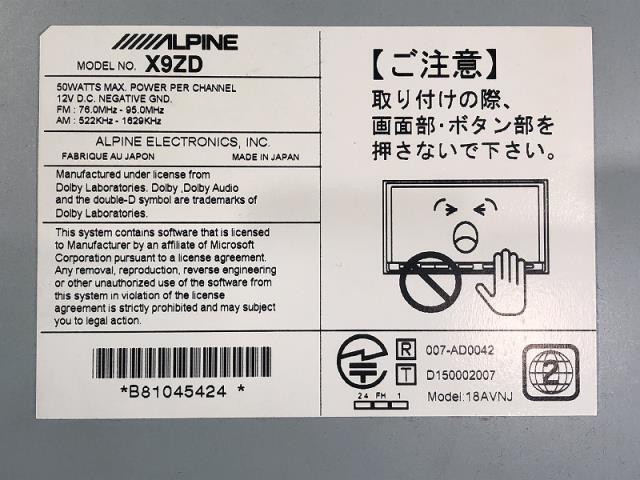 ALPINE
MODEL NO. X9ZD
50WATTS MAX. POWER PER CHANNEL
12V D.C. NEGATIVE GND.
FM : 76.0MHz - 95.0MHz
AM : 522KHz - 1629KHz
ALPINE ELECTRONICS, INC.
FABRIQUE AU JAPON MADE IN JAPAN
Manufactured under license from
Dolby Laboratories. Dolby ,Dolby Audio
and the double-D symbol are trademarks of
Dolby Laboratories.
This system contains software that is licensed
to Manufacturer by an affiliate of Microsoft
Corporation pursuant to a license agreement.
Any removal, reproduction, reverse engineering
or other unauthorized use of the software from
this system in violation of the license
agreement is strictly prohibited and may subject
you to legal action.
*B81045424 *
【ご注意】
取り付けの際、
画面部・ボタン部を
押さないで下さい。
R 007-AD0042
T D150002007
2.4 FH 1
Model:18AVNJ
2